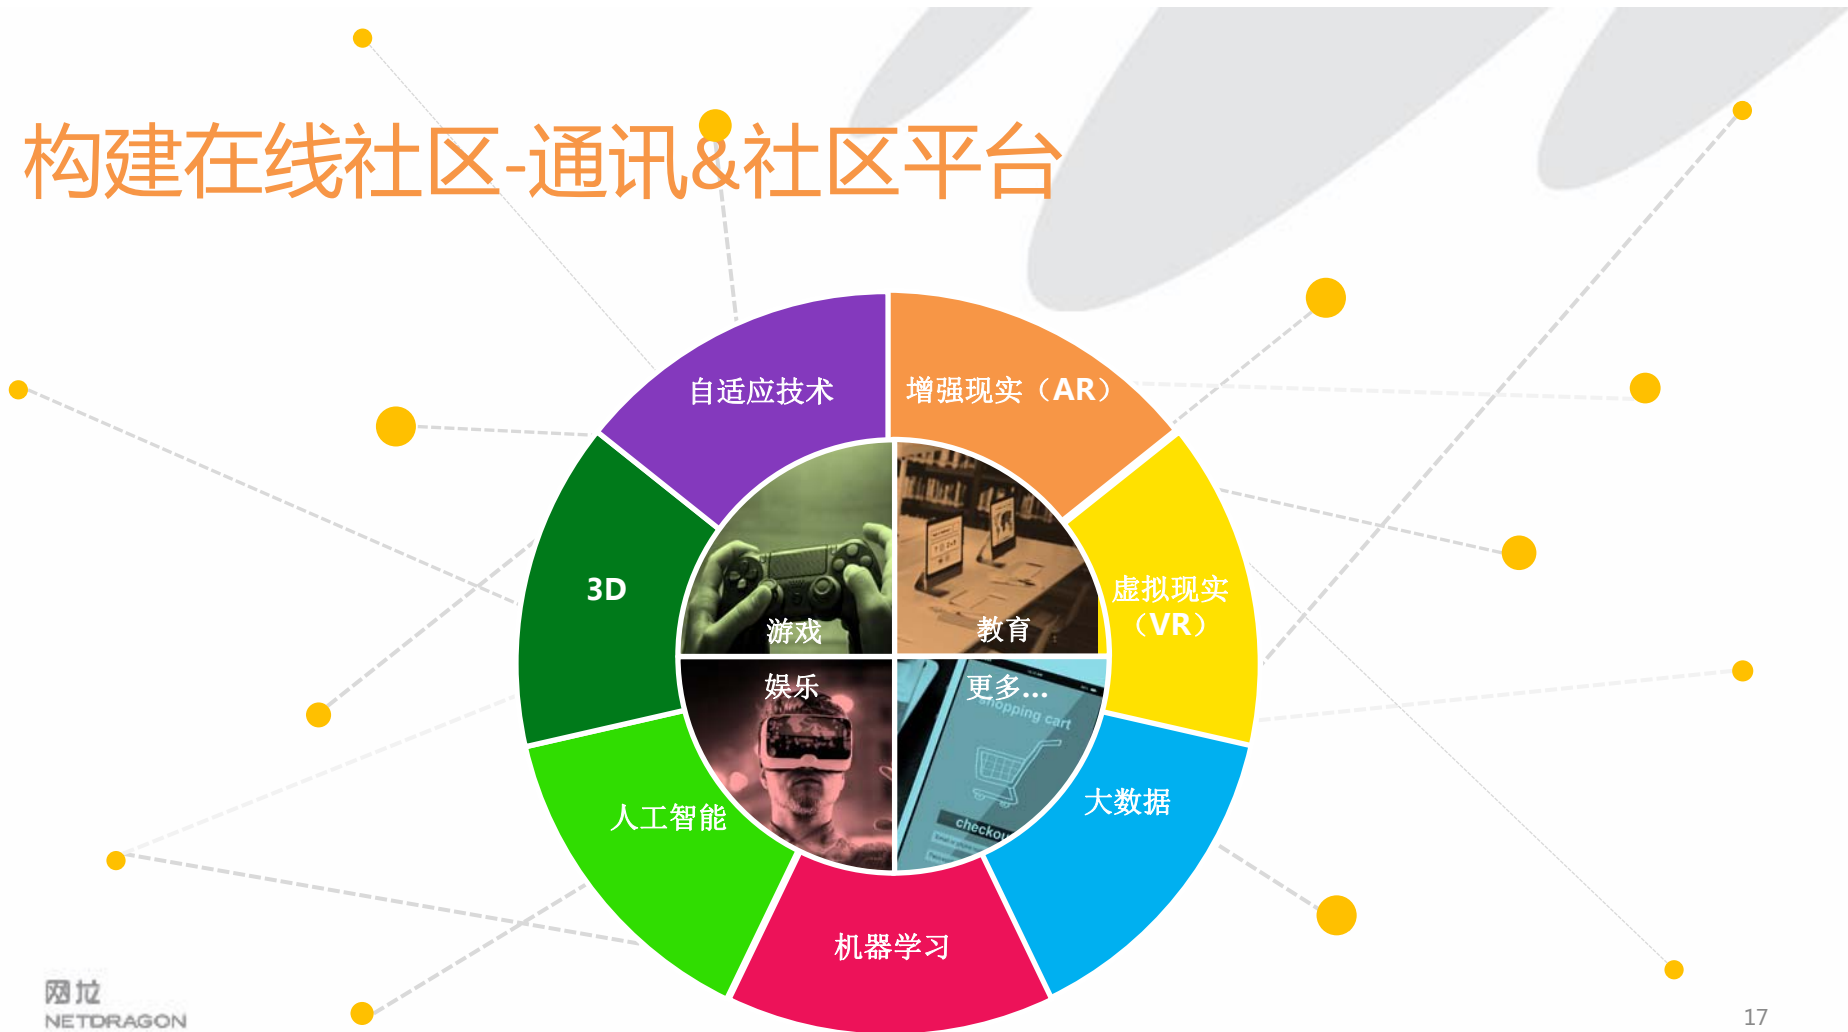 构建在线社区-通讯&社区平台
自适应技术
增强现实（AR）
3D
虚拟现实
（VR）
游戏
教育
娱乐
更多...
shopping cart
checkou
人工智能
大数据
机器学习
网龙
NETDRAGON
17